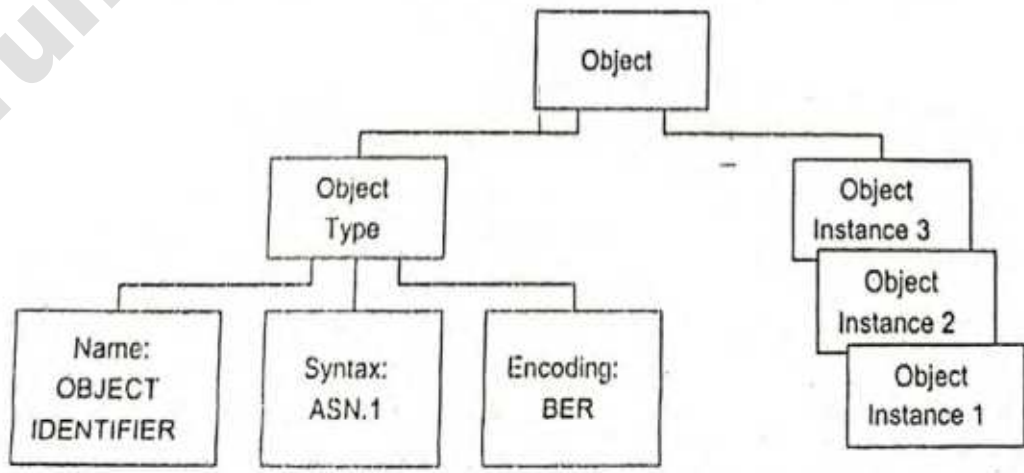 Object
Object
Type
Object
Instance 3
Object
Instance 2
Object
Instance 1
Name:
OBJECT
IDENTIFIER
Syntax:
ASN.1
Encoding:
BER